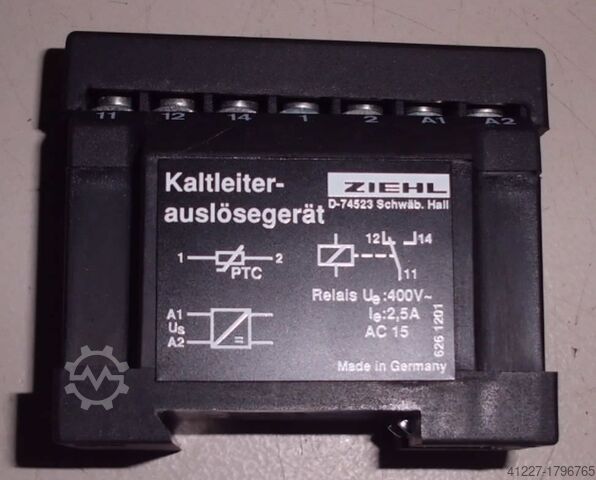 11 12 14 1 2 A1 A2
Kaltleiter-
auslösegerät
ZIEHL
D-74523 Schwäb. Hall
1 2
PTC
12 14
11
A1
Us
A2
=
Relais Ue:400V~
Ie:2,5A
AC 15
626 1201
Made in Germany
41227-1796765